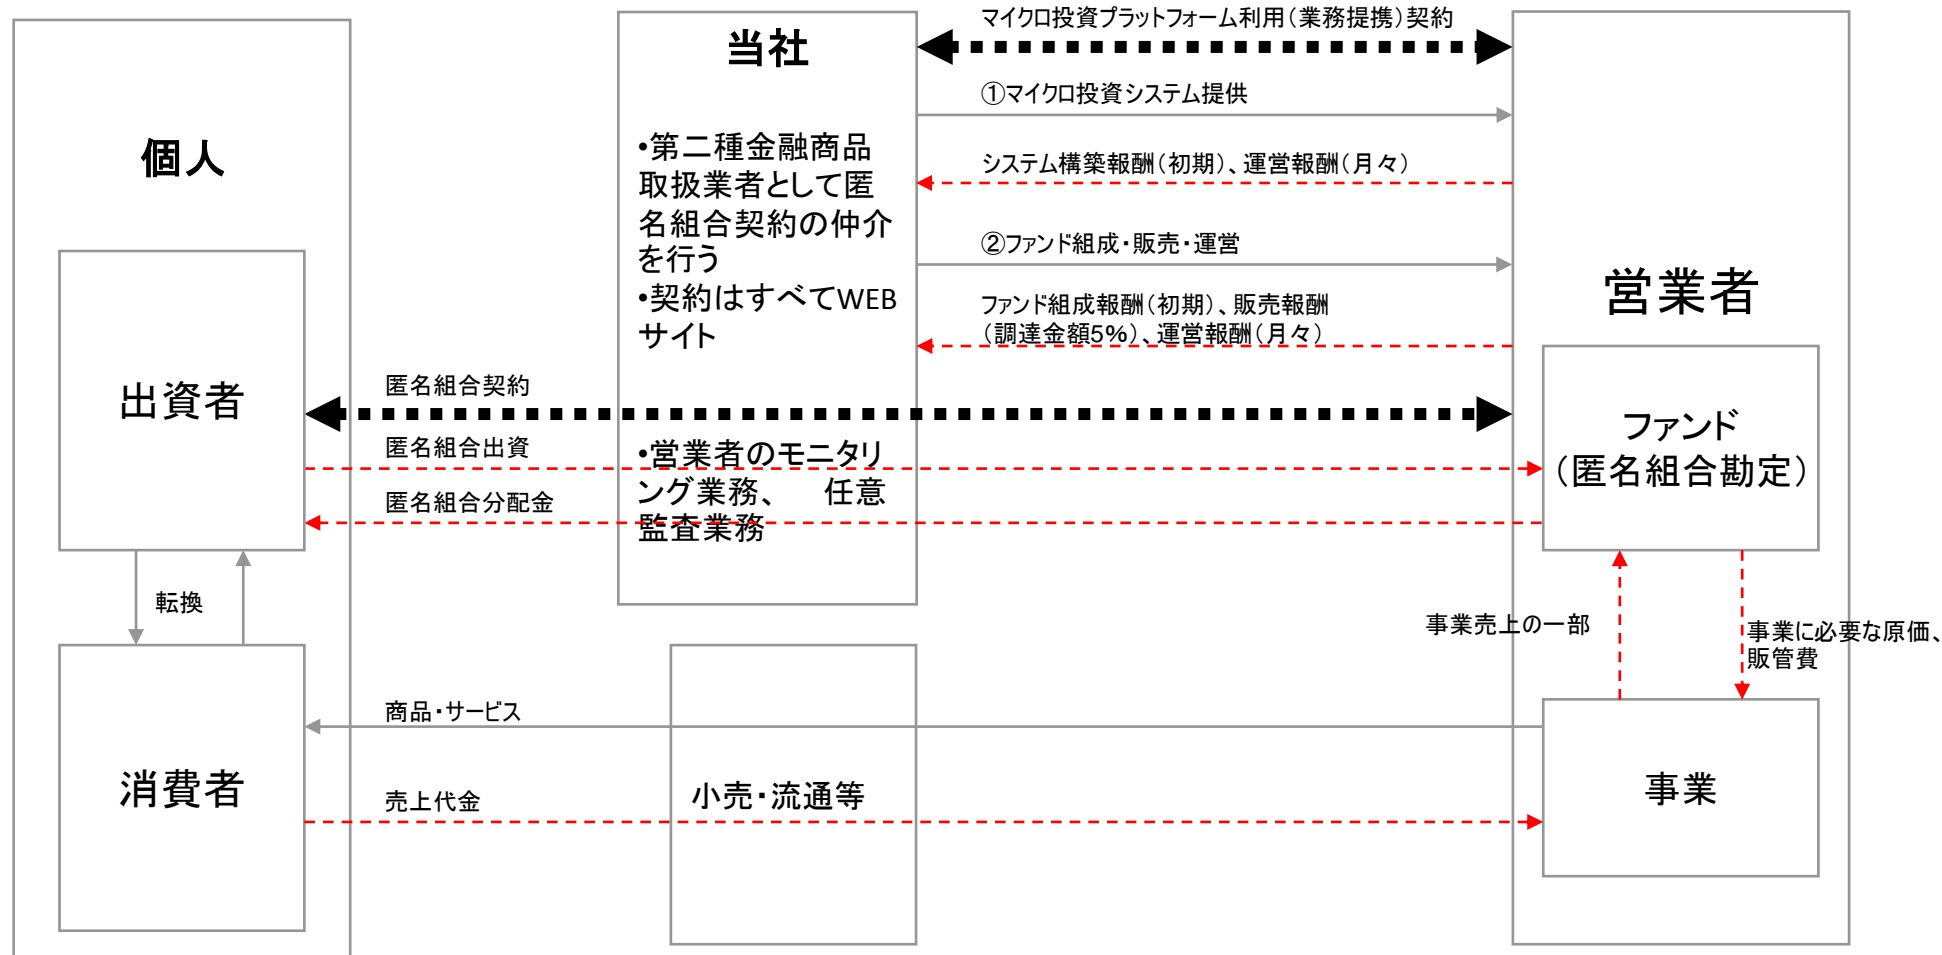 マイクロ投資プラットフォーム利用(業務提携)契約
当社
①マイクロ投資システム提供
個人
•第二種金融商品
取扱業者として匿
名組合契約の仲介
を行う
•契約はすべてWEB
サイト
システム構築報酬(初期)、運営報酬(月々)
②ファンド組成・販売・運営
営業者
ファンド組成報酬(初期)、販売報酬
(調達金額5%)、運営報酬(月々)
出資者
匿名組合契約
匿名組合出資
匿名組合分配金
•営業者のモニタリ
ング業務、 任意
監査業務
ファンド
(匿名組合勘定)
転換
事業売上の一部
事業に必要な原価、
販管費
商品・サービス
消費者
売上代金
小売・流通等
事業